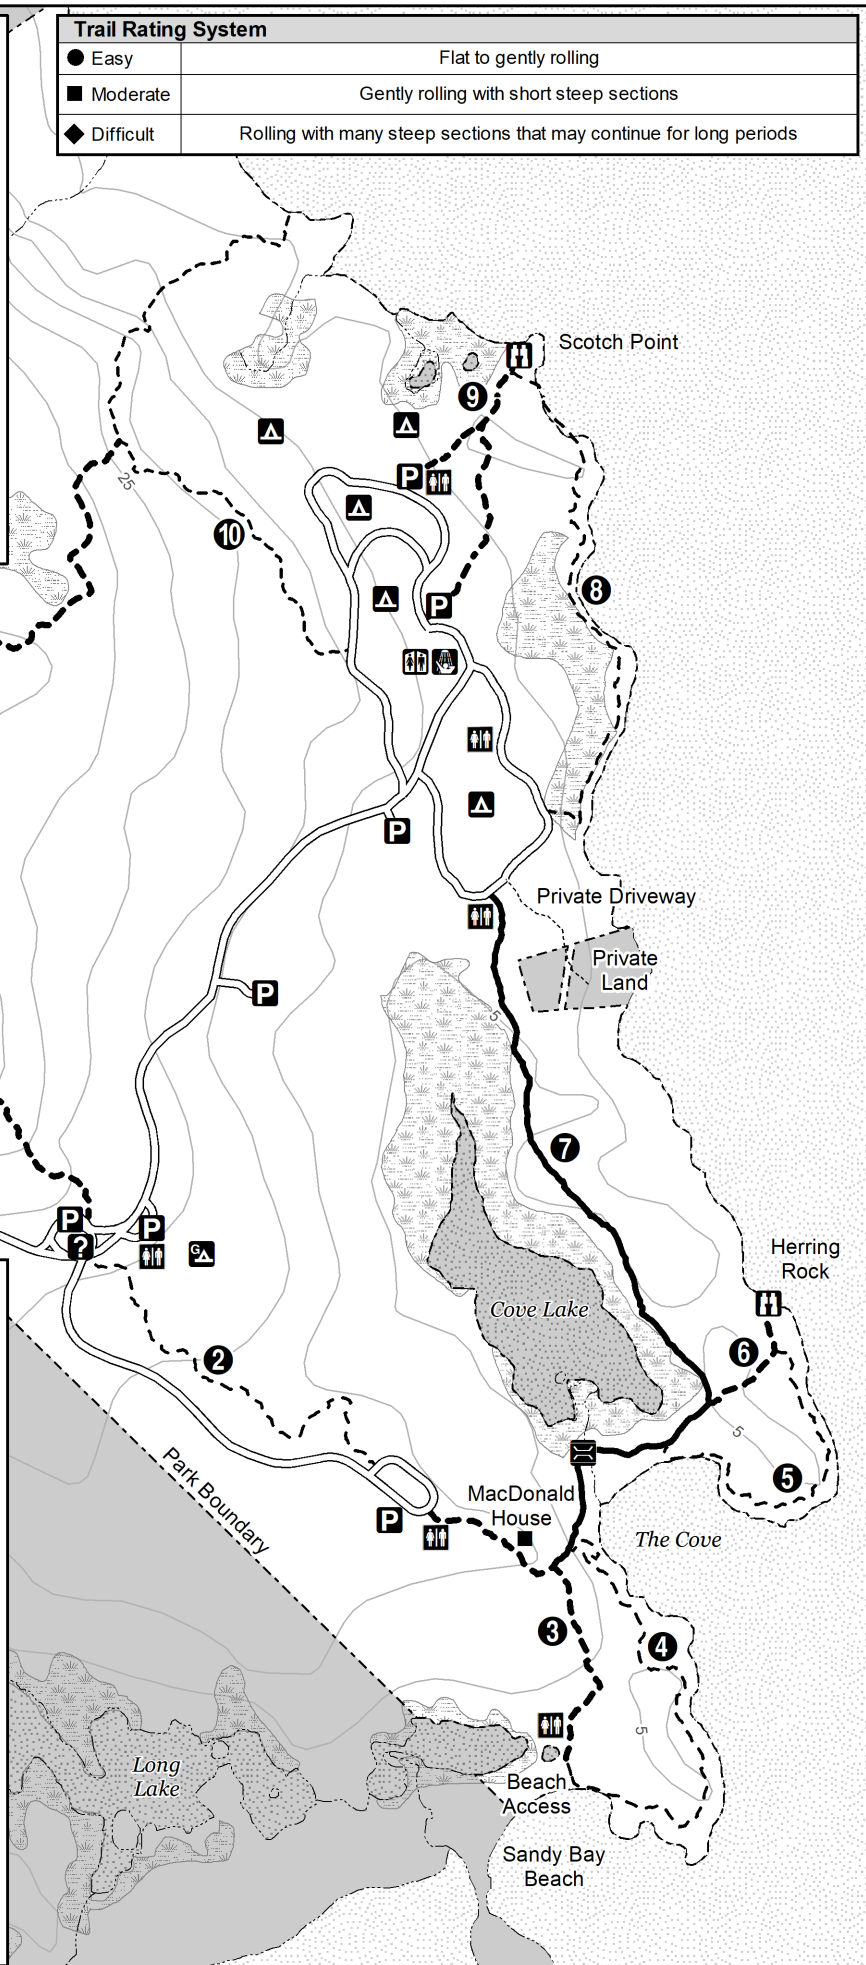 Trail Rating System
Easy
Flat to gently rolling
Moderate
Gently rolling with short steep sections
Difficult
Rolling with many steep sections that may continue for long periods
Scotch Point
9
P
25
10
8
P
P
Private Driveway
Private
Land
P
5
7
P
P
?
G
Herring
Rock
Cove Lake
6
2
5
5
Park Boundary
MacDonald
House
P
The Cove
3
4
5
Long
Lake
Beach
Access
Sandy Bay
Beach